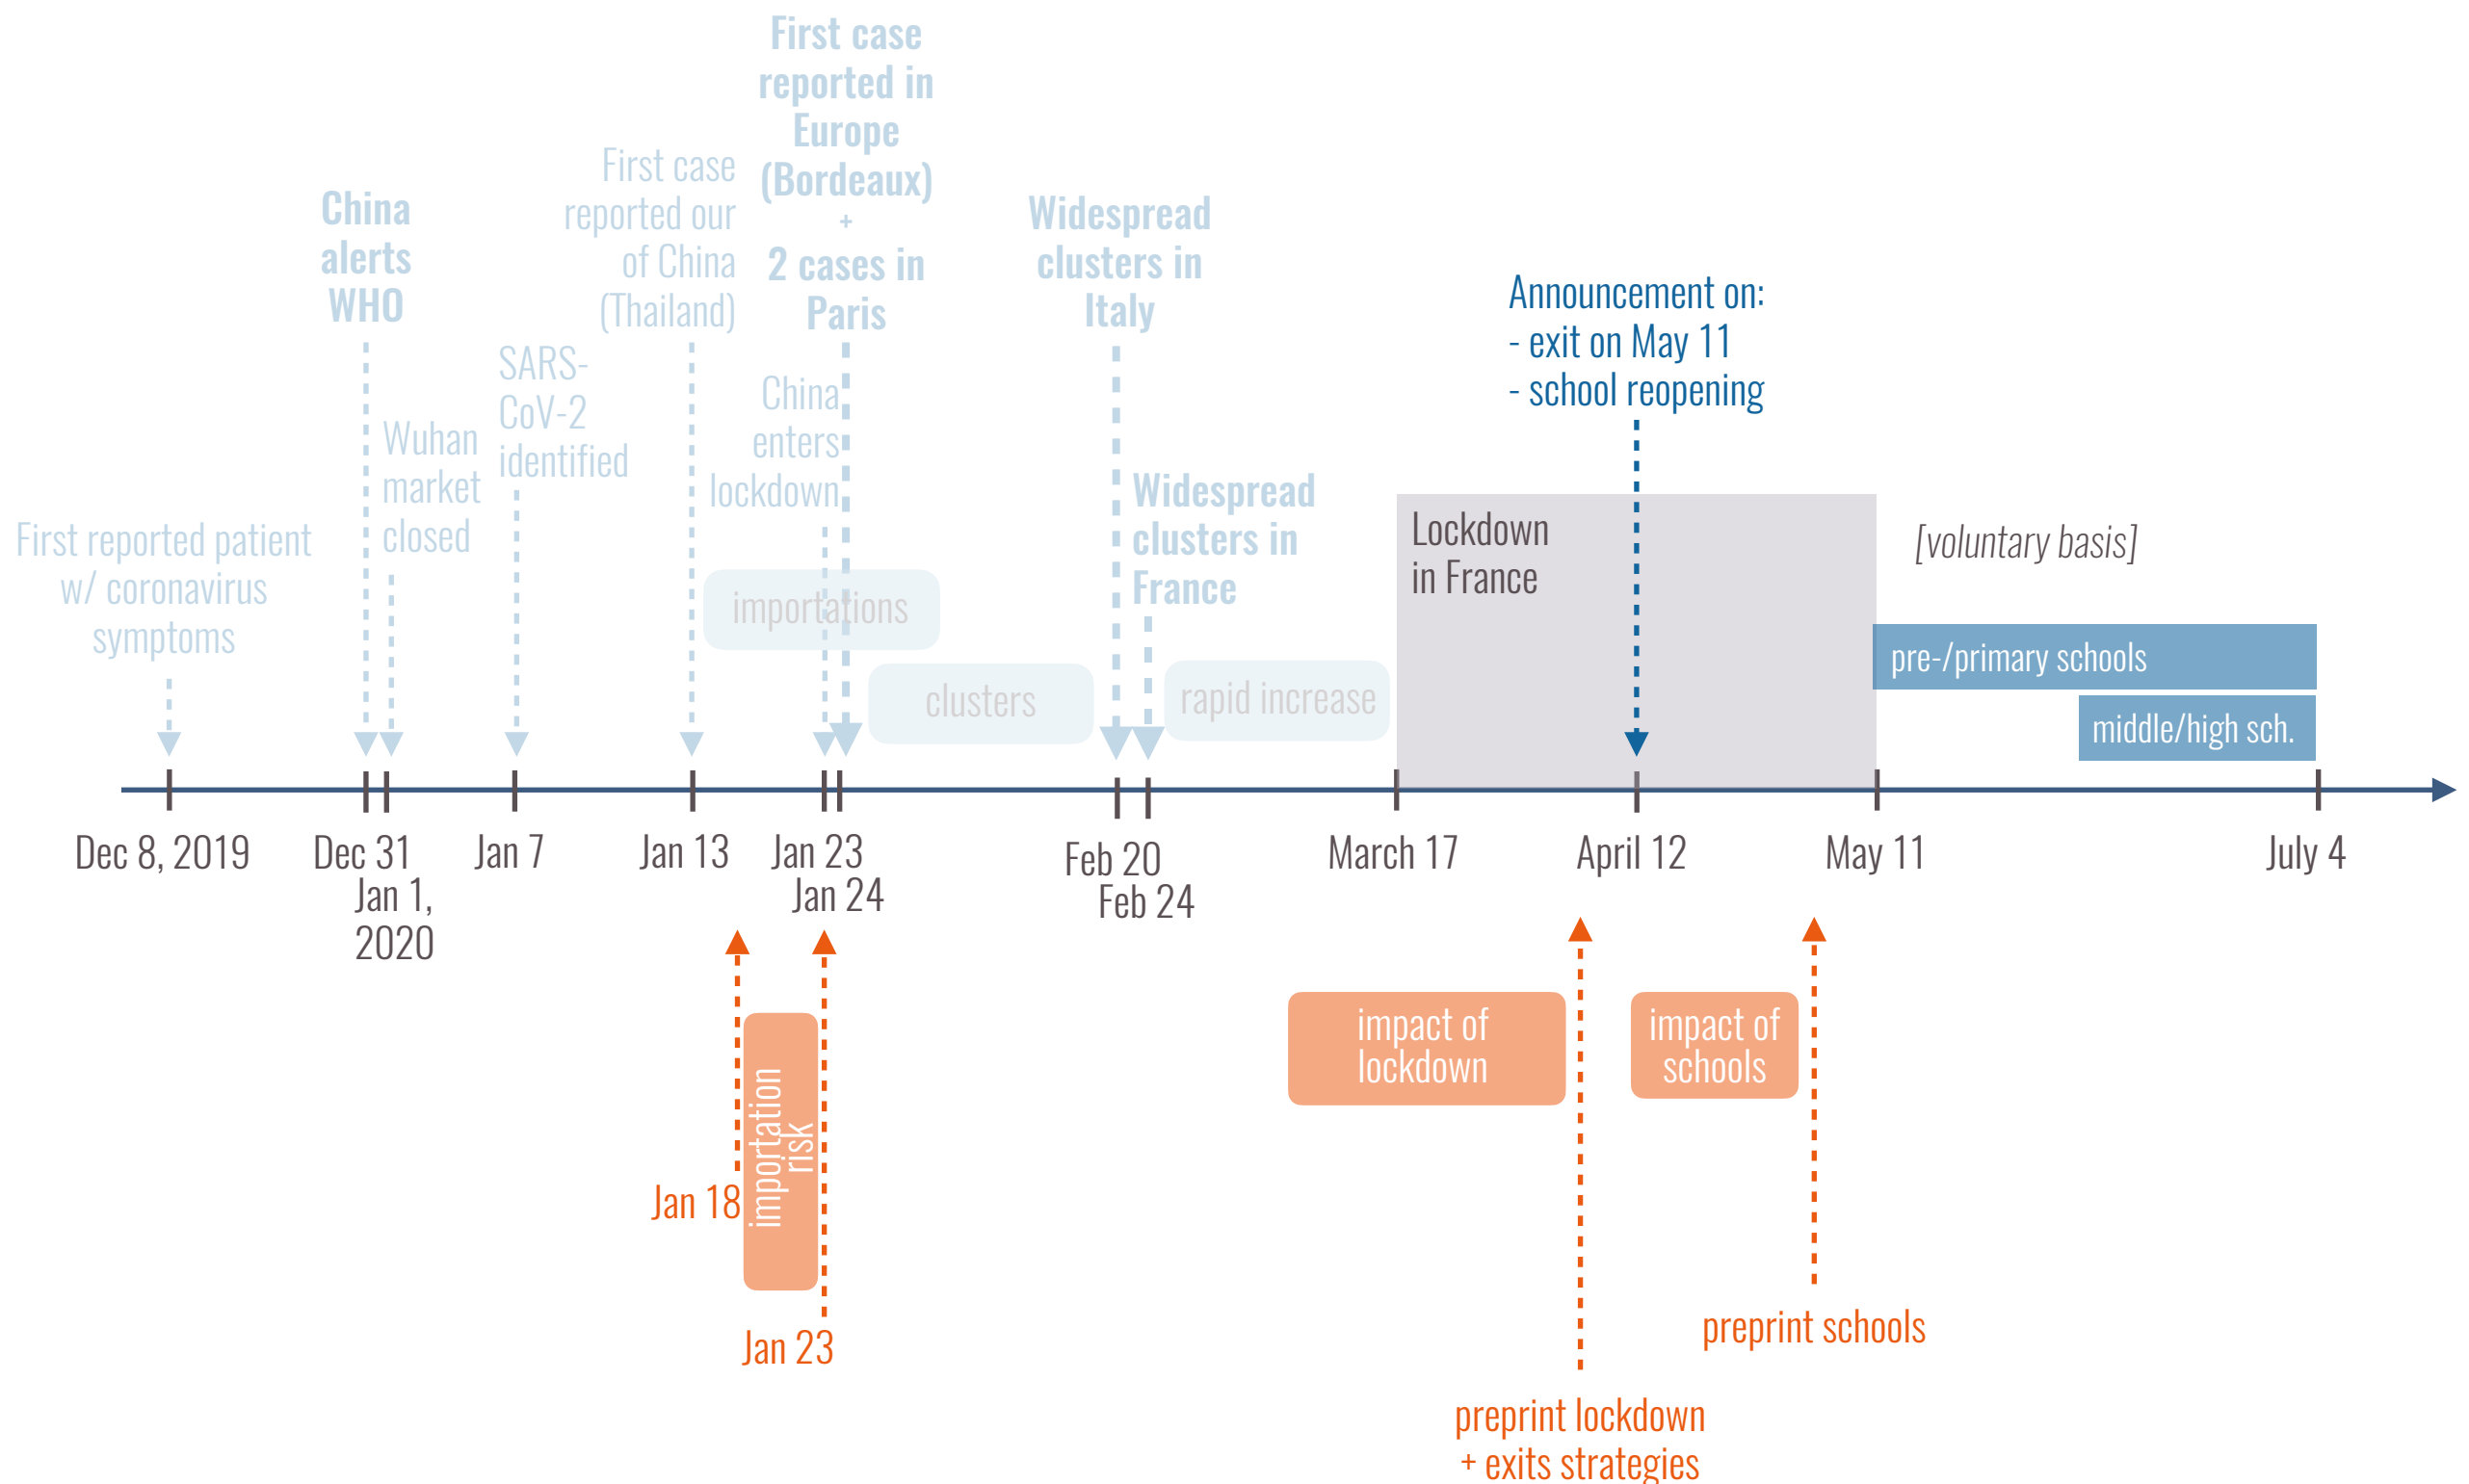 First case
reported in
Europe
(Bordeaux)
+
2 cases in
Paris
First case
reported our
of China
(Thailand)
China
alerts
WHO
Widespread
clusters in
Italy
Announcement on:
- exit on May 11
- school reopening
SARS-
CoV-2
identified
China
enters
lockdown
Wuhan
market
closed
Widespread
clusters in
France
First reported patient
w/ coronavirus
symptoms
Lockdown
in France
[voluntary basis]
importations
clusters
rapid increase
pre-/primary schools
middle/high sch.
Dec 8, 2019
Dec 31
Jan 1,
2020
Jan 7
Jan 13
Jan 23
Jan 24
Feb 20
Feb 24
March 17
April 12
May 11
July 4
importation
risk
impact of
lockdown
impact of
schools
Jan 18
Jan 23
preprint schools
preprint lockdown
+ exits strategies